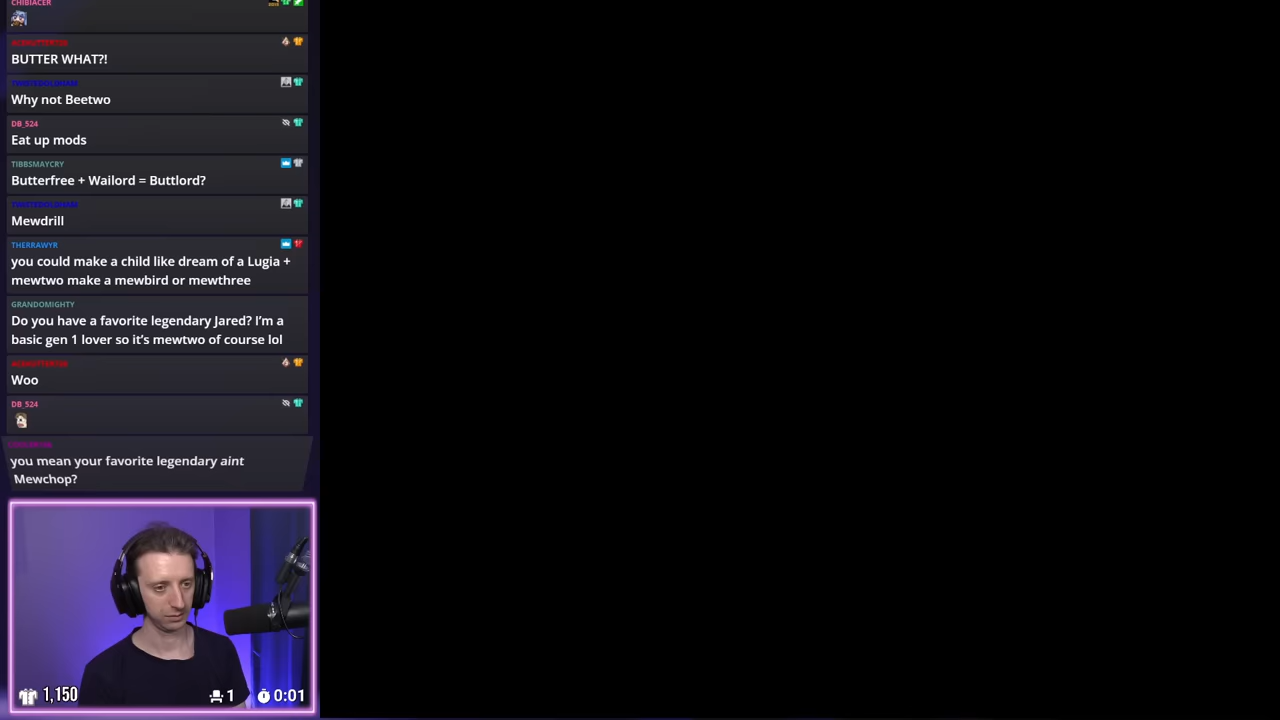 CHIBIACER
BUTTER WHAT?!
Why not Beetwo
DB_524
Eat up mods
TIBBSMAYCRY
Butterfree + Wailord = Buttlord?
Mewdrill
THERRAWYR
you could make a child like dream of a Lugia +
mewtwo make a mewbird or mewthree
GRANDOMIGHTY
Do you have a favorite legendary Jared? I'm a
basic gen 1 lover so it's mewtwo of course lol
Woo
DB_524
you mean your favorite legendary aint
Mewchop?
1,150
1
0:01